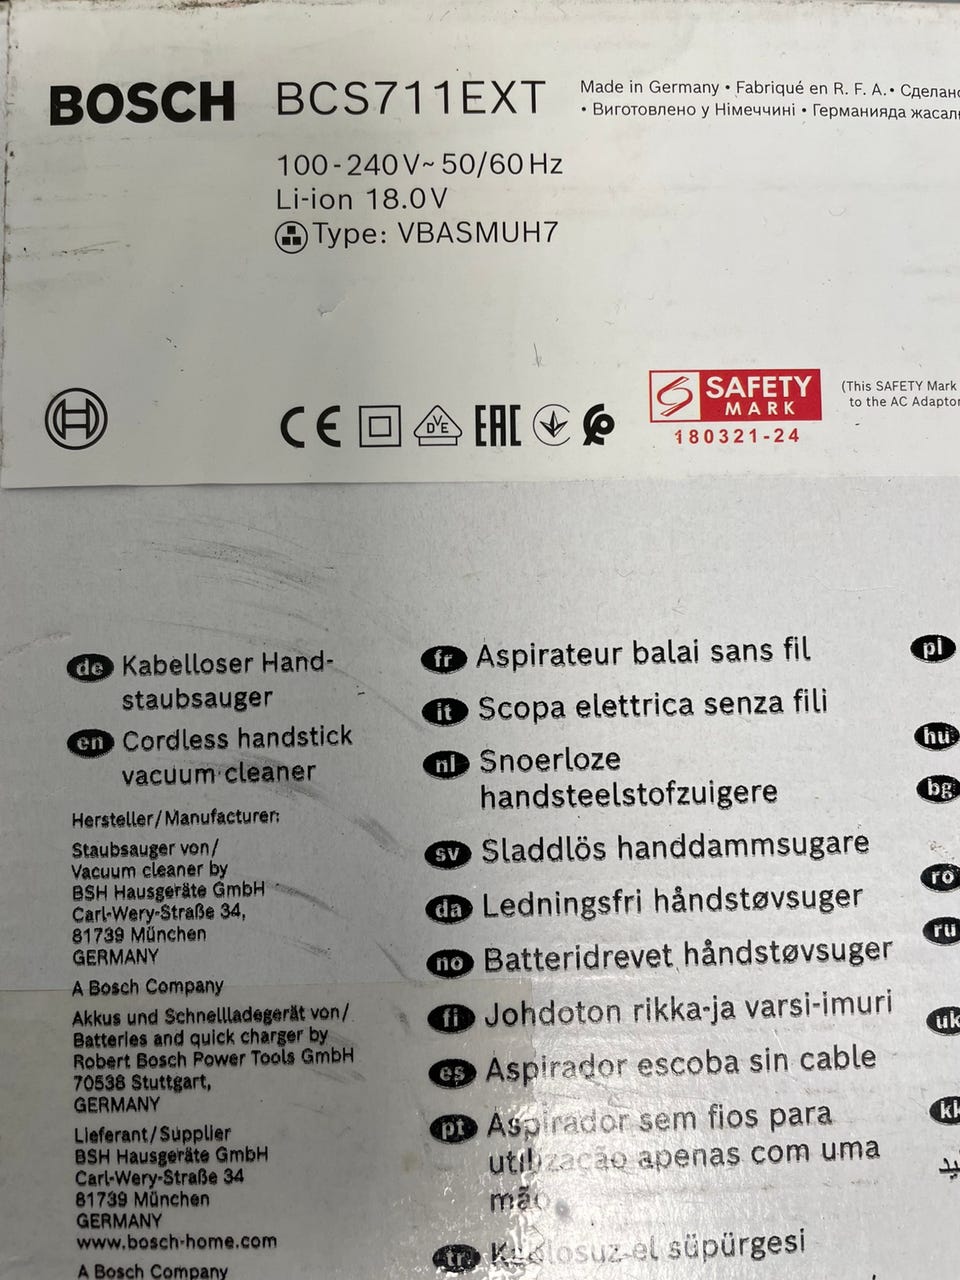 BOSCH BCS711EXT
Made in Germany • Fabriqué en R. F. A. •
• Виготовлено у Німеччині • Германияда
100-240V~ 50/60Hz
Li-ion 18.0V
Type: VBASMUH7
CE DVE EAC
SAFETY
MARK
180321-24
(This SAFETY Mark
to the AC Adaptor
de Kabelloser Hand-
staubsauger
en Cordless handstick
vacuum cleaner
Hersteller/Manufacturer:
Staubsauger von/
Vacuum cleaner by
BSH Hausgeräte GmbH
Carl-Wery-Straße 34,
81739 München
GERMANY
A Bosch Company
Akkus und Schnellladegerät von/
Batteries and quick charger by
Robert Bosch Power Tools GmbH
70538 Stuttgart,
GERMANY
Lieferant/Supplier
BSH Hausgeräte GmbH
Carl-Wery-Straße 34
81739 München
GERMANY
www.bosch-home.com
A Bosch Company
fr Aspirateur balai sans fil
it Scopa elettrica senza fili
nl Snoerloze
handsteelstofzuigere
sv Sladdlös handdammsugare
da Ledningsfri håndstøvsuger
no Batteridrevet håndstøvsuger
fi Johdoton rikka-ja varsi-imuri
es Aspirador escoba sin cable
pt Aspirador sem fios para
utilização apenas com uma
mão
tr süpürgesi
pl
hu
bg
ro
ru
uk
kk